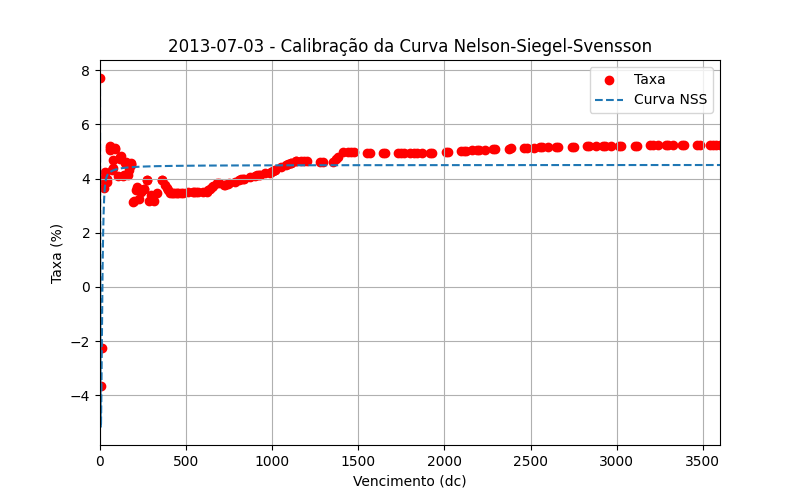 2013-07-03 - Calibração da Curva Nelson-Siegel-Svensson
Taxa
Curva NSS
Taxa (%)
8
6
4
2
0
−2
−4
0 500 1000 1500 2000 2500 3000 3500
Vencimento (dc)